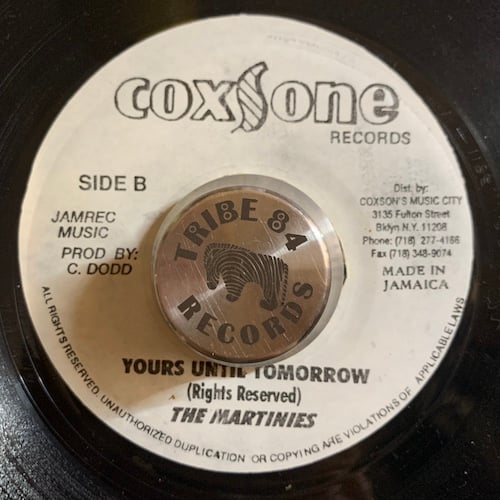 COXSONE
RECORDS
SIDE B
JAMREC
MUSIC
PROD BY:
C. DODD
Dist. by:
COXSON'S MUSIC CITY
3135 Fulton Street
Bklyn N.Y. 11208
Phone: (718) 277-4166
Fax (718) 348-9074
MADE IN
JAMAICA
TRIBE 84
RECORDS
YOURS UNTIL TOMORROW
(Rights Reserved)
THE MARTINIES
ALL RIGHTS RESERVED. UNAUTHORIZED DUPLICATION OR COPYING ARE VIOLATIONS OF APPLICABLE LAWS